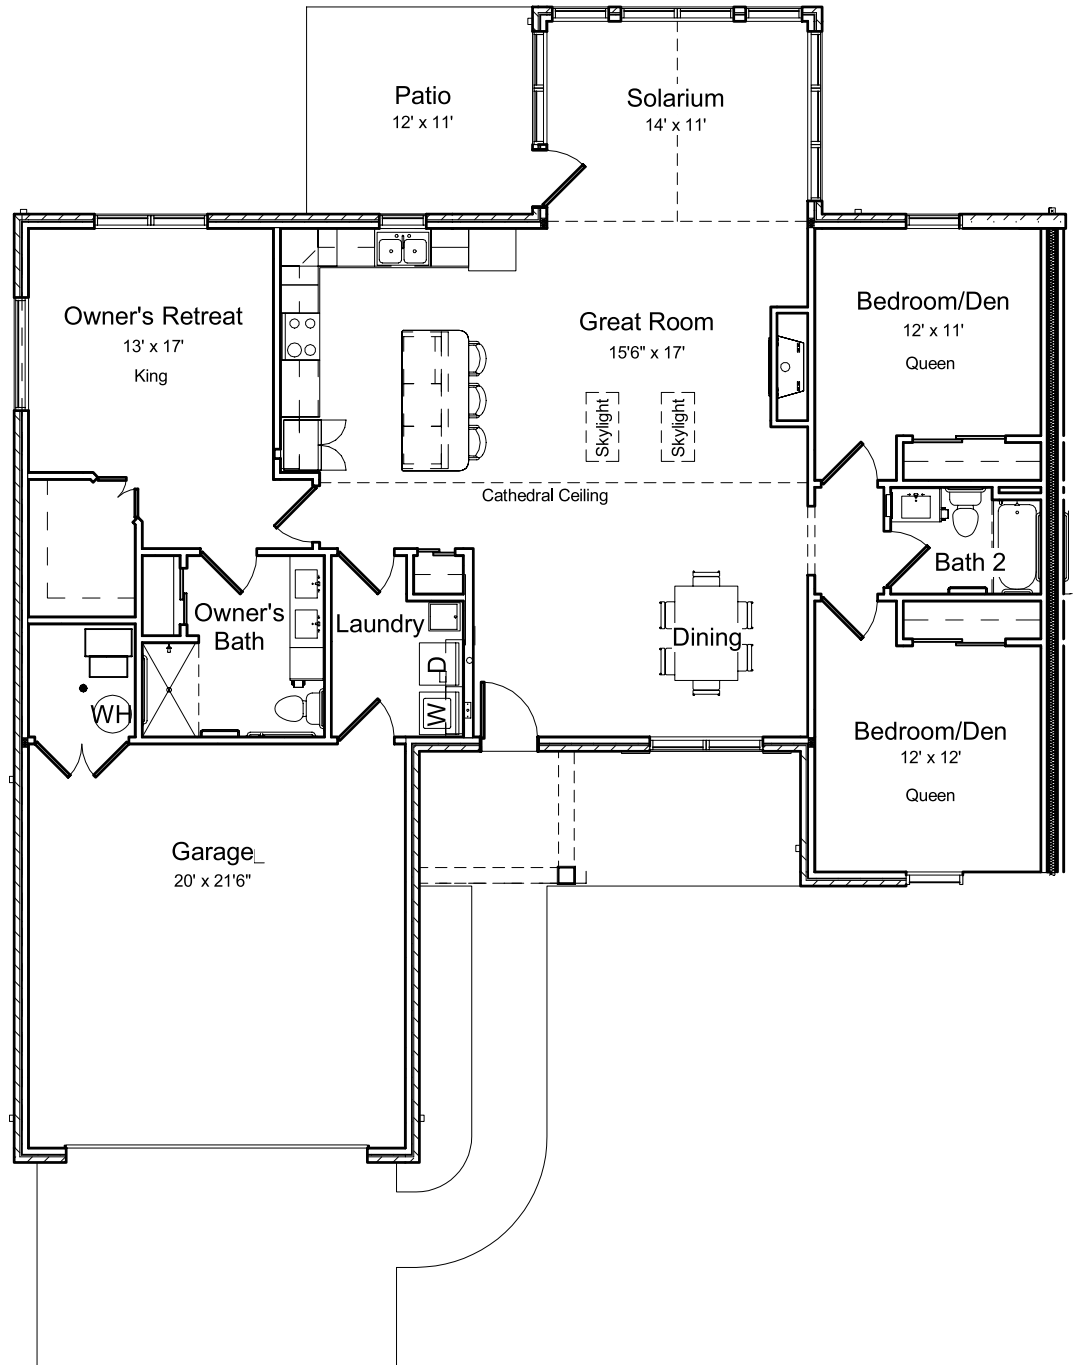 Patio
12' x 11'
Solarium
14' x 11'
Owner's Retreat
13' x 17'
King
Great Room
15'6" x 17'
Skylight
Skylight
Cathedral Ceiling
Bedroom/Den
12' x 11'
Queen
Bath 2
Owner's
Bath
Laundry
D
W
WH
Dining
Bedroom/Den
12' x 12'
Queen
Garage
20' x 21'6"